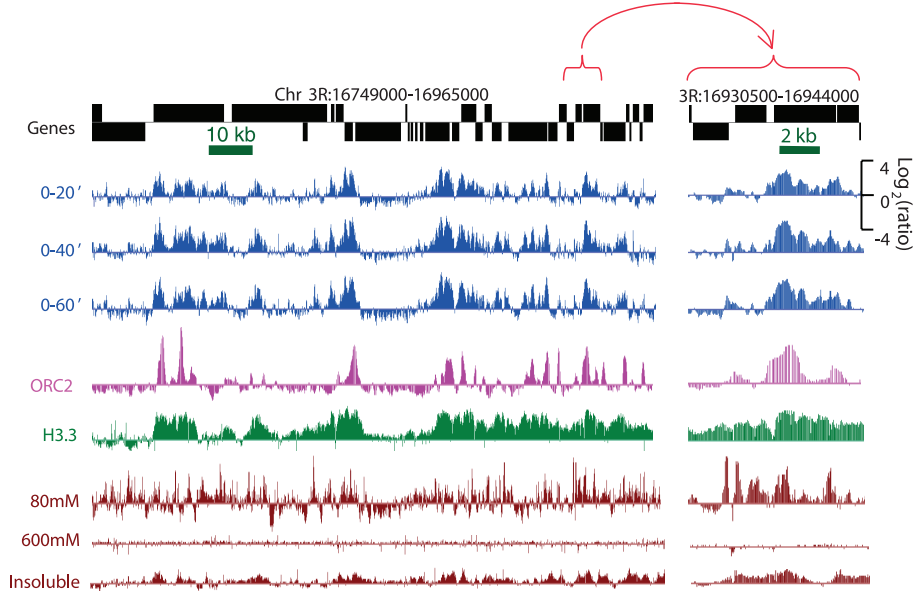 Chr 3R:16749000-16965000
3R:16930500-16944000
Genes
10 kb
2 kb
0-20 ′
4
0
-4
Log2(ratio)
0-40 ′
0-60 ′
ORC2
H3.3
80mM
600mM
Insoluble